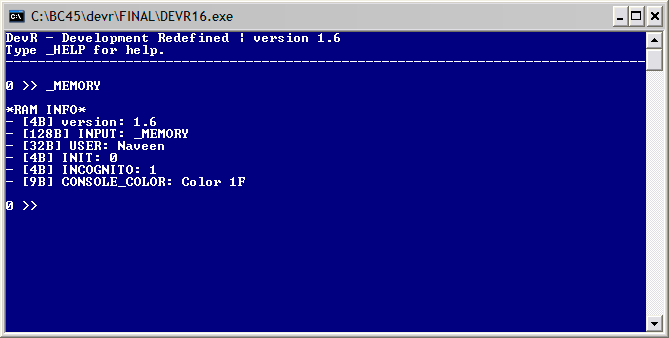 C:\BC45\devr\FINAL\DEVR16.exe
DevR - Development Redefined | version 1.6
Type _HELP for help.
--------------------------------------------------------------------------------
0 >> _MEMORY
*RAM INFO*
- [4B] version: 1.6
- [128B] INPUT: _MEMORY
- [32B] USER: Naveen
- [4B] INIT: 0
- [4B] INCOGNITO: 1
- [9B] CONSOLE_COLOR: Color 1F
0 >>